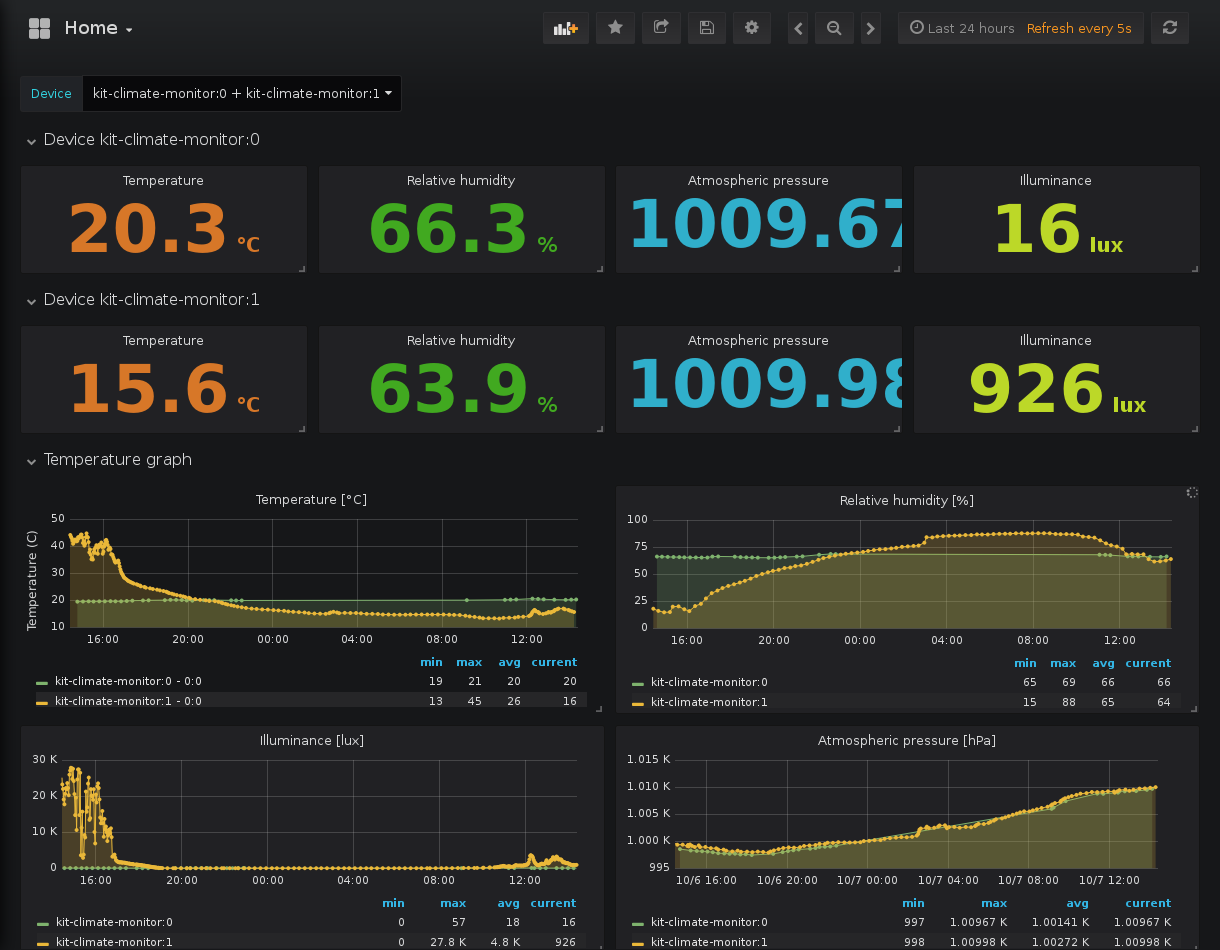 Home
Last 24 hours Refresh every 5s
Device kit-climate-monitor:0 + kit-climate-monitor:1
Device kit-climate-monitor:0
Temperature Relative humidity Atmospheric pressure Illuminance
20.3 °C 66.3 % 1009.67 16 lux
Device kit-climate-monitor:1
Temperature Relative humidity Atmospheric pressure Illuminance
15.6 °C 63.9 % 1009.98 926 lux
Temperature graph
Temperature [°C]
Temperature (C)
50
40
30
20
10
16:00 20:00 00:00 04:00 08:00 12:00
min max avg current
kit-climate-monitor:0 - 0:0 19 21 20 20
kit-climate-monitor:1 - 0:0 13 45 26 16
Relative humidity [%]
100
75
50
25
0
16:00 20:00 00:00 04:00 08:00 12:00
min max avg current
kit-climate-monitor:0 65 69 66 66
kit-climate-monitor:1 15 88 65 64
Illuminance [lux]
30 K
20 K
10 K
0
16:00 20:00 00:00 04:00 08:00 12:00
min max avg current
kit-climate-monitor:0 0 57 18 16
kit-climate-monitor:1 0 27.8 K 4.8 K 926
Atmospheric pressure [hPa]
1.015 K
1.010 K
1.005 K
1.000 K
995
10/6 16:00 10/6 20:00 10/7 00:00 10/7 04:00 10/7 08:00 10/7 12:00
min max avg current
kit-climate-monitor:0 997 1.00967 K 1.00141 K 1.00967 K
kit-climate-monitor:1 998 1.00998 K 1.00272 K 1.00998 K